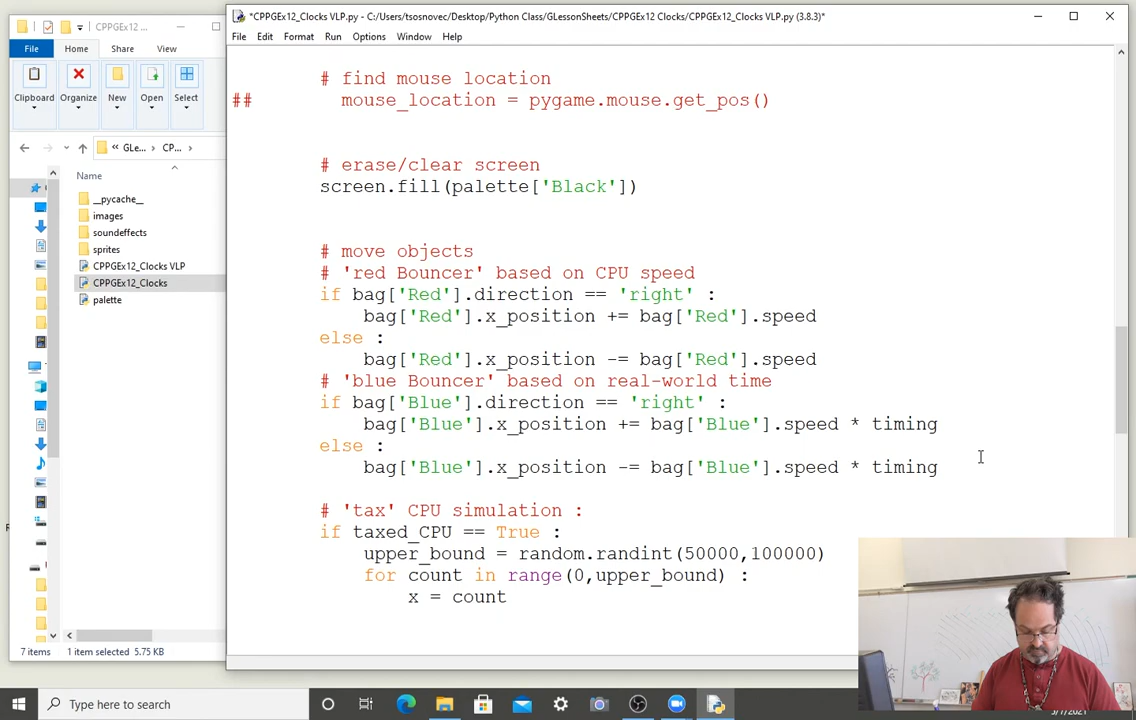 CPPGEx12 ...
*CPPGEx12_Clocks VLP.py - C:/Users/tsosnovec/Desktop/Python Class/GLessonSheets/CPPGEx12 Clocks/CPPGEx12_Clocks VLP.py (3.8.3)*
File Home Share View
File Edit Format Run Options Window Help
Clipboard Organize New Open Select
GLe... CP...
Name
__pycache__
images
soundeffects
sprites
CPPGEx12_Clocks VLP
CPPGEx12_Clocks
palette
# find mouse location
## mouse_location = pygame.mouse.get_pos()
# erase/clear screen
screen.fill(palette['Black'])
# move objects
# 'red Bouncer' based on CPU speed
if bag['Red'].direction == 'right' :
bag['Red'].x_position += bag['Red'].speed
else :
bag['Red'].x_position -= bag['Red'].speed
# 'blue Bouncer' based on real-world time
if bag['Blue'].direction == 'right' :
bag['Blue'].x_position += bag['Blue'].speed * timing
else :
bag['Blue'].x_position -= bag['Blue'].speed * timing
# 'tax' CPU simulation :
if taxed_CPU == True :
upper_bound = random.randint(50000,100000)
for count in range(0,upper_bound) :
x = count
7 items 1 item selected 5.75 KB
Type here to search